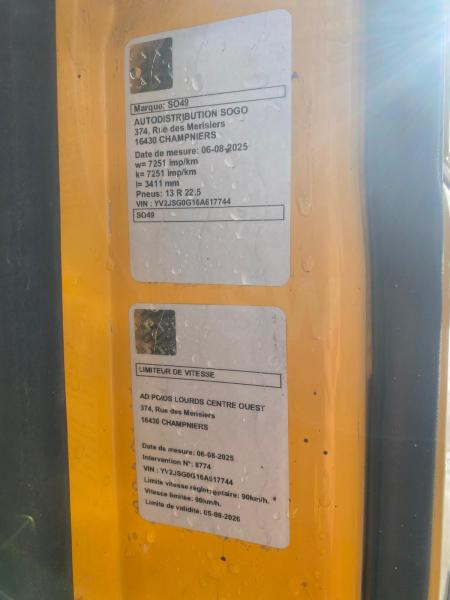 Marque: SO49
AUTODISTRIBUTION SOGO
374, Rue des Merisiers
16430 CHAMPNIERS
Date de mesure: 06-08-2025
w= 7251 imp/km
k= 7251 imp/km
l= 3411 mm
Pneus: 13 R 22.5
VIN : YV2JSG0G16A617744
SO49
LIMITEUR DE VITESSE
AD POIDS LOURDS CENTRE OUEST
374, Rue des Merisiers
16430 CHAMPNIERS
Date de mesure: 06-08-2025
Intervention N°: 8774
VIN : YV2JSG0G16A617744
Limite vitesse réglementaire: 90km/h.
Vitesse limitée: 90km/h.
Limite de validité: 05-08-2026